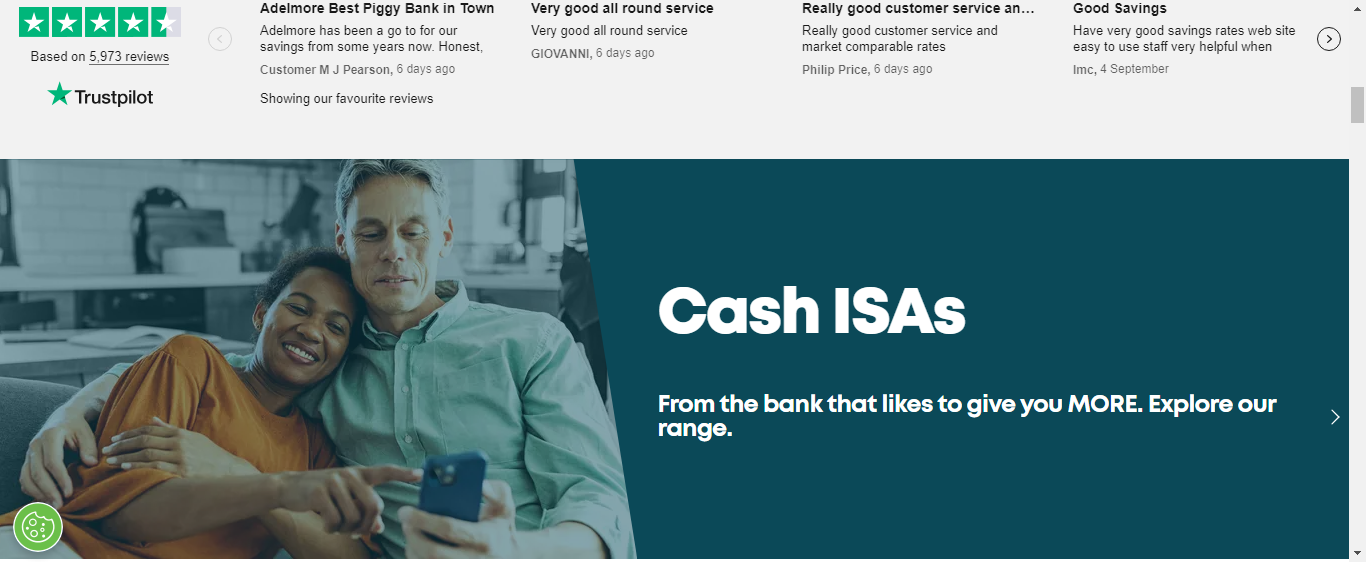 Adelmore Best Piggy Bank in Town
Very good all round service
Really good customer service an...
Good Savings
Based on 5,973 reviews
Trustpilot
Adelmore has been a go to for our
savings from some years now. Honest,
Customer M J Pearson, 6 days ago
Very good all round service
GIOVANNI, 6 days ago
Really good customer service and
market comparable rates
Philip Price, 6 days ago
Have very good savings rates web site
easy to use staff very helpful when
lmc, 4 September
Showing our favourite reviews
Cash ISAs
From the bank that likes to give you MORE. Explore our
range.